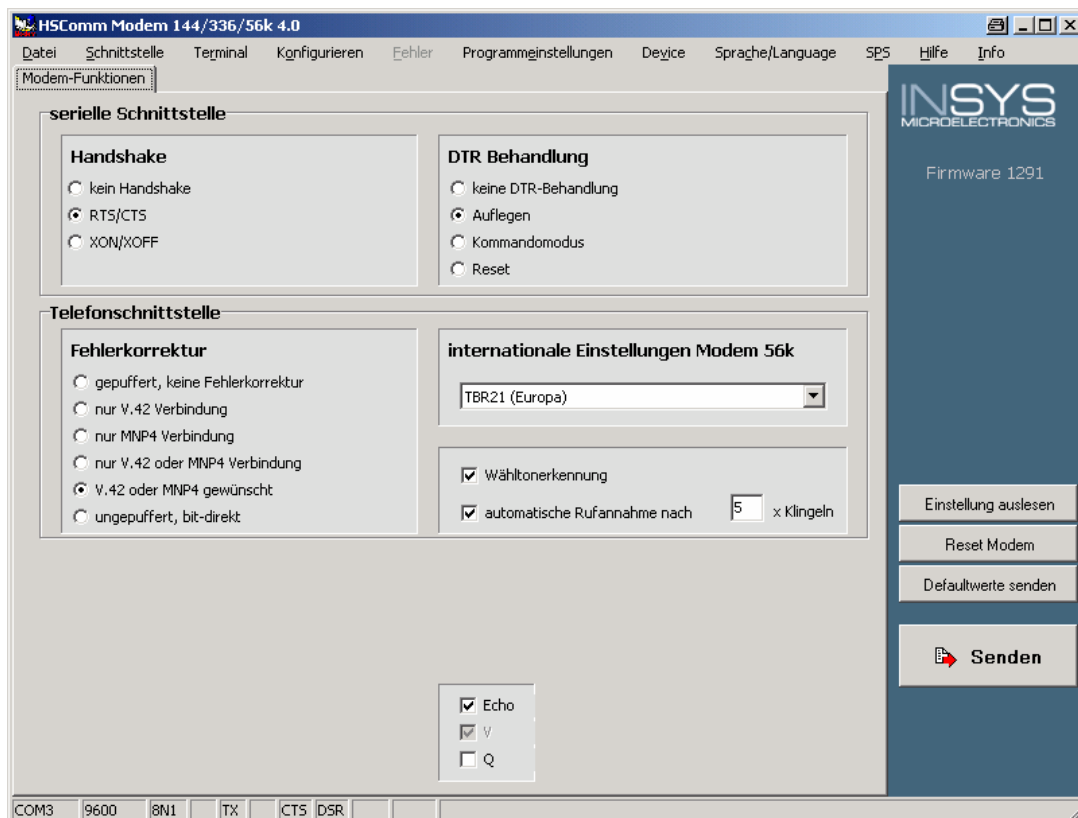 HSComm Modem 144/336/56k 4.0
Datei Schnittstelle Terminal Konfigurieren Fehler Programmeinstellungen Device Sprache/Language SPS Hilfe Info
Modem-Funktionen
INSYS
MICROELECTRONICS
Firmware 1291
serielle Schnittstelle
Handshake
kein Handshake
RTS/CTS
XON/XOFF
DTR Behandlung
keine DTR-Behandlung
Auflegen
Kommandomodus
Reset
Telefonschnittstelle
Fehlerkorrektur
gepuffert, keine Fehlerkorrektur
nur V.42 Verbindung
nur MNP4 Verbindung
nur V.42 oder MNP4 Verbindung
V.42 oder MNP4 gewünscht
ungepuffert, bit-direkt
internationale Einstellungen Modem 56k
TBR21 (Europa)
Wähltonerkennung
automatische Rufannahme nach 5 x Klingeln
Einstellung auslesen
Reset Modem
Defaultwerte senden
Senden
Echo
V
Q
COM3 9600 8N1 TX CTS DSR